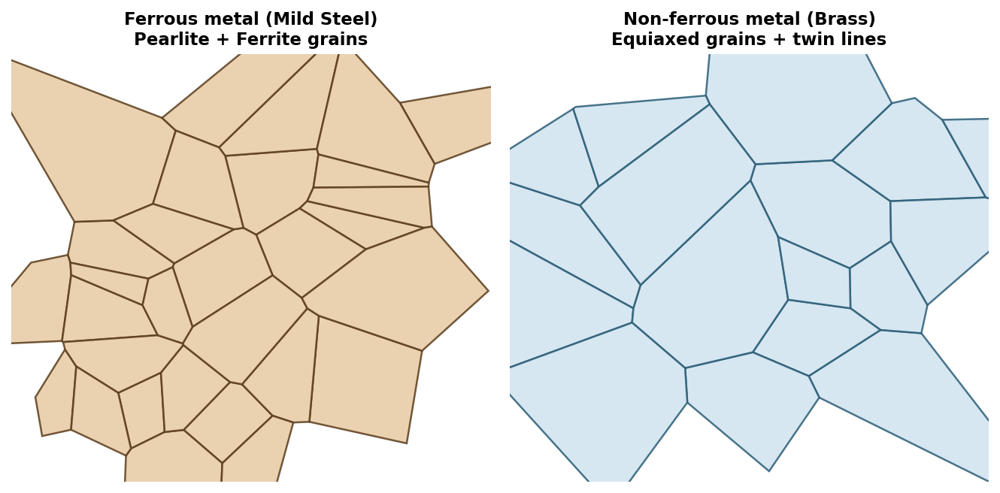 Ferrous metal (Mild Steel)
Pearlite + Ferrite grains
Non-ferrous metal (Brass)
Equiaxed grains + twin lines